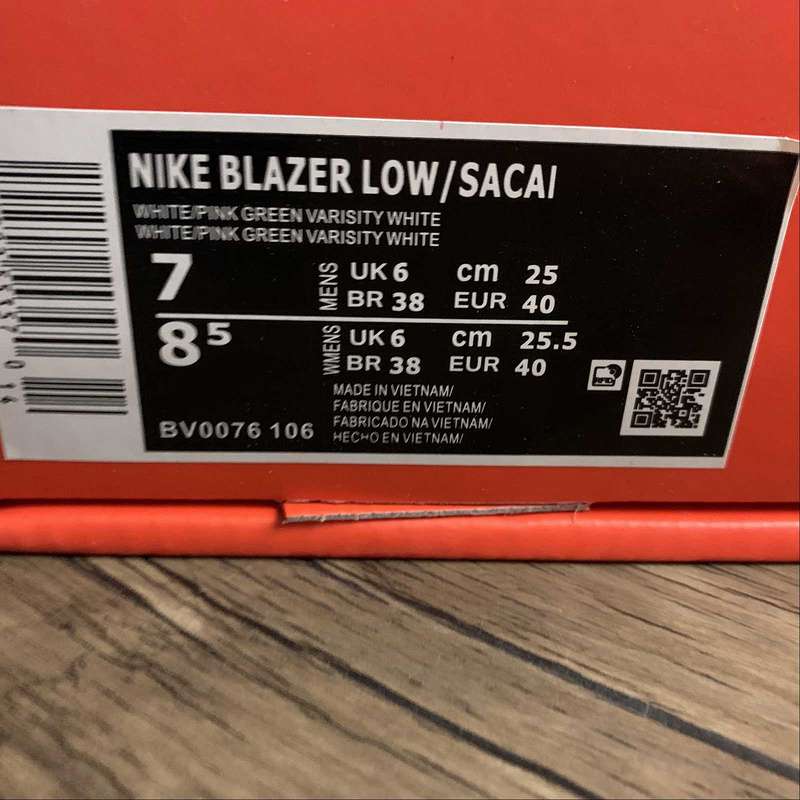 NIKE BLAZER LOW/SACAI
WHITE/PINK GREEN VARISITY WHITE
WHITE/PINK GREEN VARISITY WHITE
7 MENS UK 6 cm 25
BR 38 EUR 40
8 5 WMENS UK 6 cm 25.5
BR 38 EUR 40
MADE IN VIETNAM/
FABRIQUE EN VIETNAM/
FABRICADO NA VIETNAM/
HECHO EN VIETNAM/
BV0076 106